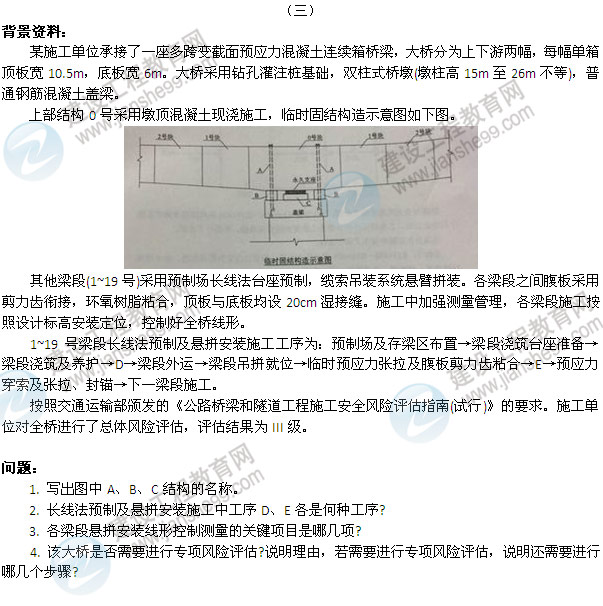 （三）
背景资料：
某施工单位承接了一座多跨变截面预应力混凝土连续箱桥梁，大桥分为上下游两幅，每幅单箱
顶板宽 10.5m，底板宽 6m。大桥采用钻孔灌注桩基础，双柱式桥墩(墩柱高 15m 至 26m 不等)，普
通钢筋混凝土盖梁。
上部结构 0 号采用墩顶混凝土现浇施工，临时固结构造示意图如下图。
2号块 1号块 0号块 1号块 2号块
A A
永久支座
B B
C
盖梁
临时固结构造示意图
其他梁段(1~19 号)采用预制场长线法台座预制，缆索吊装系统悬臂拼装。各梁段之间腹板采用
剪力齿衔接，环氧树脂粘合，顶板与底板均设 20cm 湿接缝。施工中加强测量管理，各梁段施工按
照设计标高安装定位，控制好全桥线形。
1~19 号梁段长线法预制及悬拼安装施工工序为：预制场及存梁区布置→梁段浇筑台座准备→
梁段浇筑及养护→D→梁段外运→梁段吊拼就位→临时预应力张拉及腹板剪力齿粘合→E→预应力
穿索及张拉、封锚→下一梁段施工。
按照交通运输部颁发的《公路桥梁和隧道工程施工安全风险评估指南(试行)》的要求。施工单
位对全桥进行了总体风险评估，评估结果为 III 级。
问题：
1. 写出图中 A、B、C 结构的名称。
2. 长线法预制及悬拼安装施工中工序 D、E 各是何种工序?
3. 各梁段悬拼安装线形控制测量的关键项目是哪几项?
4. 该大桥是否需要进行专项风险评估?说明理由，若需要进行专项风险评估，说明还需要进行
哪几个步骤?
建设工程教育网
www.jianshe99.com